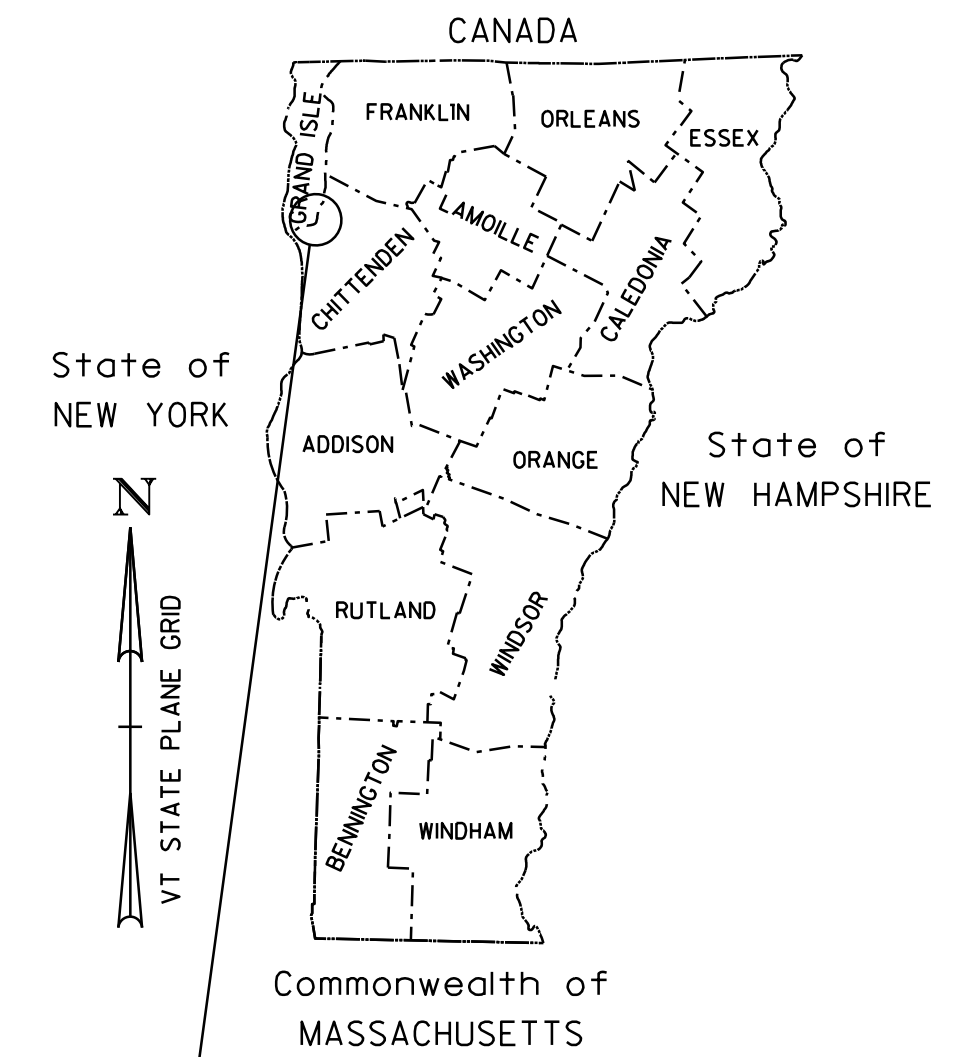 CANADA
FRANKLIN
ORLEANS
ESSEX
GRAND ISLE
LAMOILLE
CHITTENDEN
CALEDONIA
WASHINGTON
State of
NEW YORK
ADDISON
ORANGE
State of
NEW HAMPSHIRE
N
VT STATE PLANE GRID
RUTLAND
WINDSOR
BENNINGTON
WINDHAM
Commonwealth of
MASSACHUSETTS